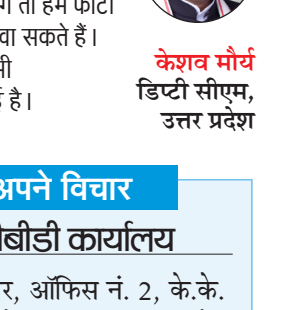 तो हम फोटो
सकते हैं।
है।
केशव मौर्य
डिप्टी सीएम,
उत्तर प्रदेश
अपने विचार
बीडी कार्यालय
ऑफिस नं. 2, के.के.